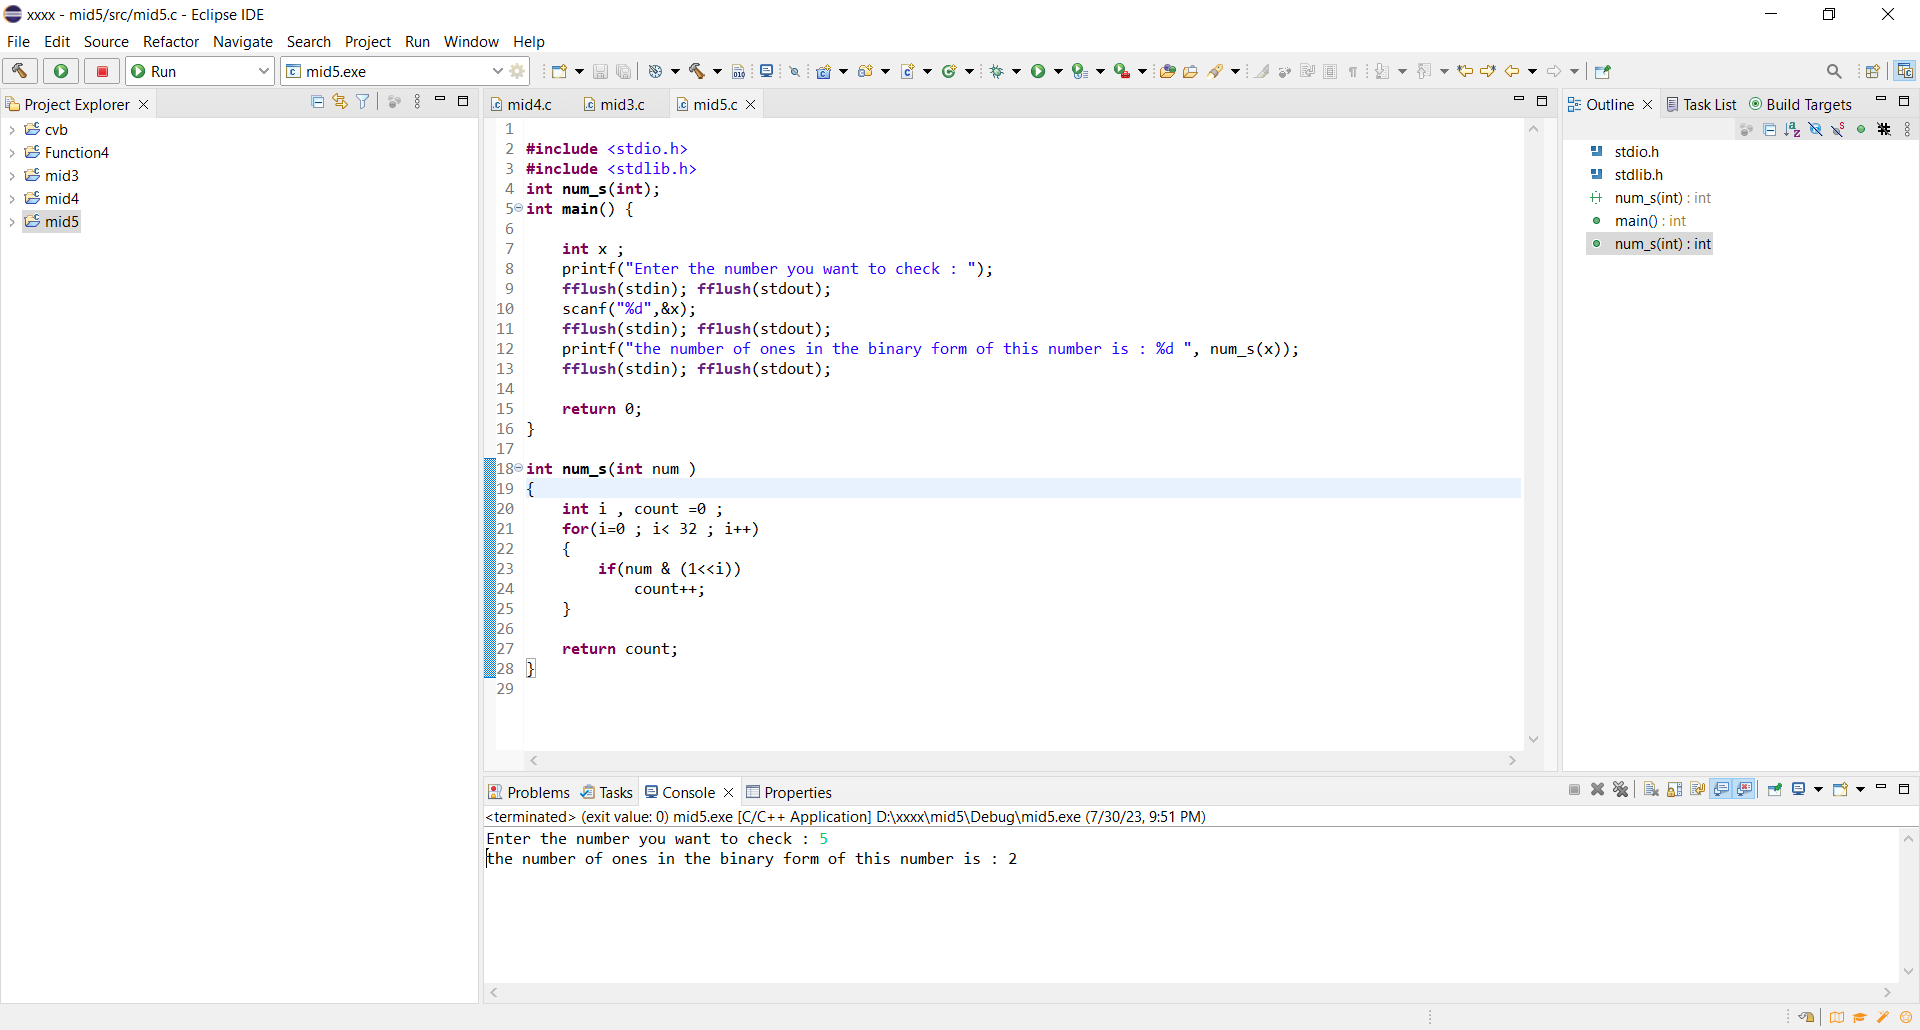 xxxx - mid5/src/mid5.c - Eclipse IDE
File Edit Source Refactor Navigate Search Project Run Window Help
Run
mid5.exe
Project Explorer
cvb
Function4
mid3
mid4
mid5
mid4.c mid3.c mid5.c
1
2 #include <stdio.h>
3 #include <stdlib.h>
4 int num_s(int);
5 int main() {
6
7 int x ;
8 printf("Enter the number you want to check : ");
9 fflush(stdin); fflush(stdout);
10 scanf("%d",&x);
11 fflush(stdin); fflush(stdout);
12 printf("the number of ones in the binary form of this number is : %d ", num_s(x));
13 fflush(stdin); fflush(stdout);
14
15 return 0;
16 }
17
18 int num_s(int num )
19 {
20 int i , count =0 ;
21 for(i=0 ; i< 32 ; i++)
22 {
23 if(num & (1<<i))
24 count++;
25 }
26
27 return count;
28 }
29
Outline Task List Build Targets
stdio.h
stdlib.h
num_s(int) : int
main() : int
num_s(int) : int
Problems Tasks Console Properties
<terminated> (exit value: 0) mid5.exe [C/C++ Application] D:\xxxx\mid5\Debug\mid5.exe (7/30/23, 9:51 PM)
Enter the number you want to check : 5
the number of ones in the binary form of this number is : 2